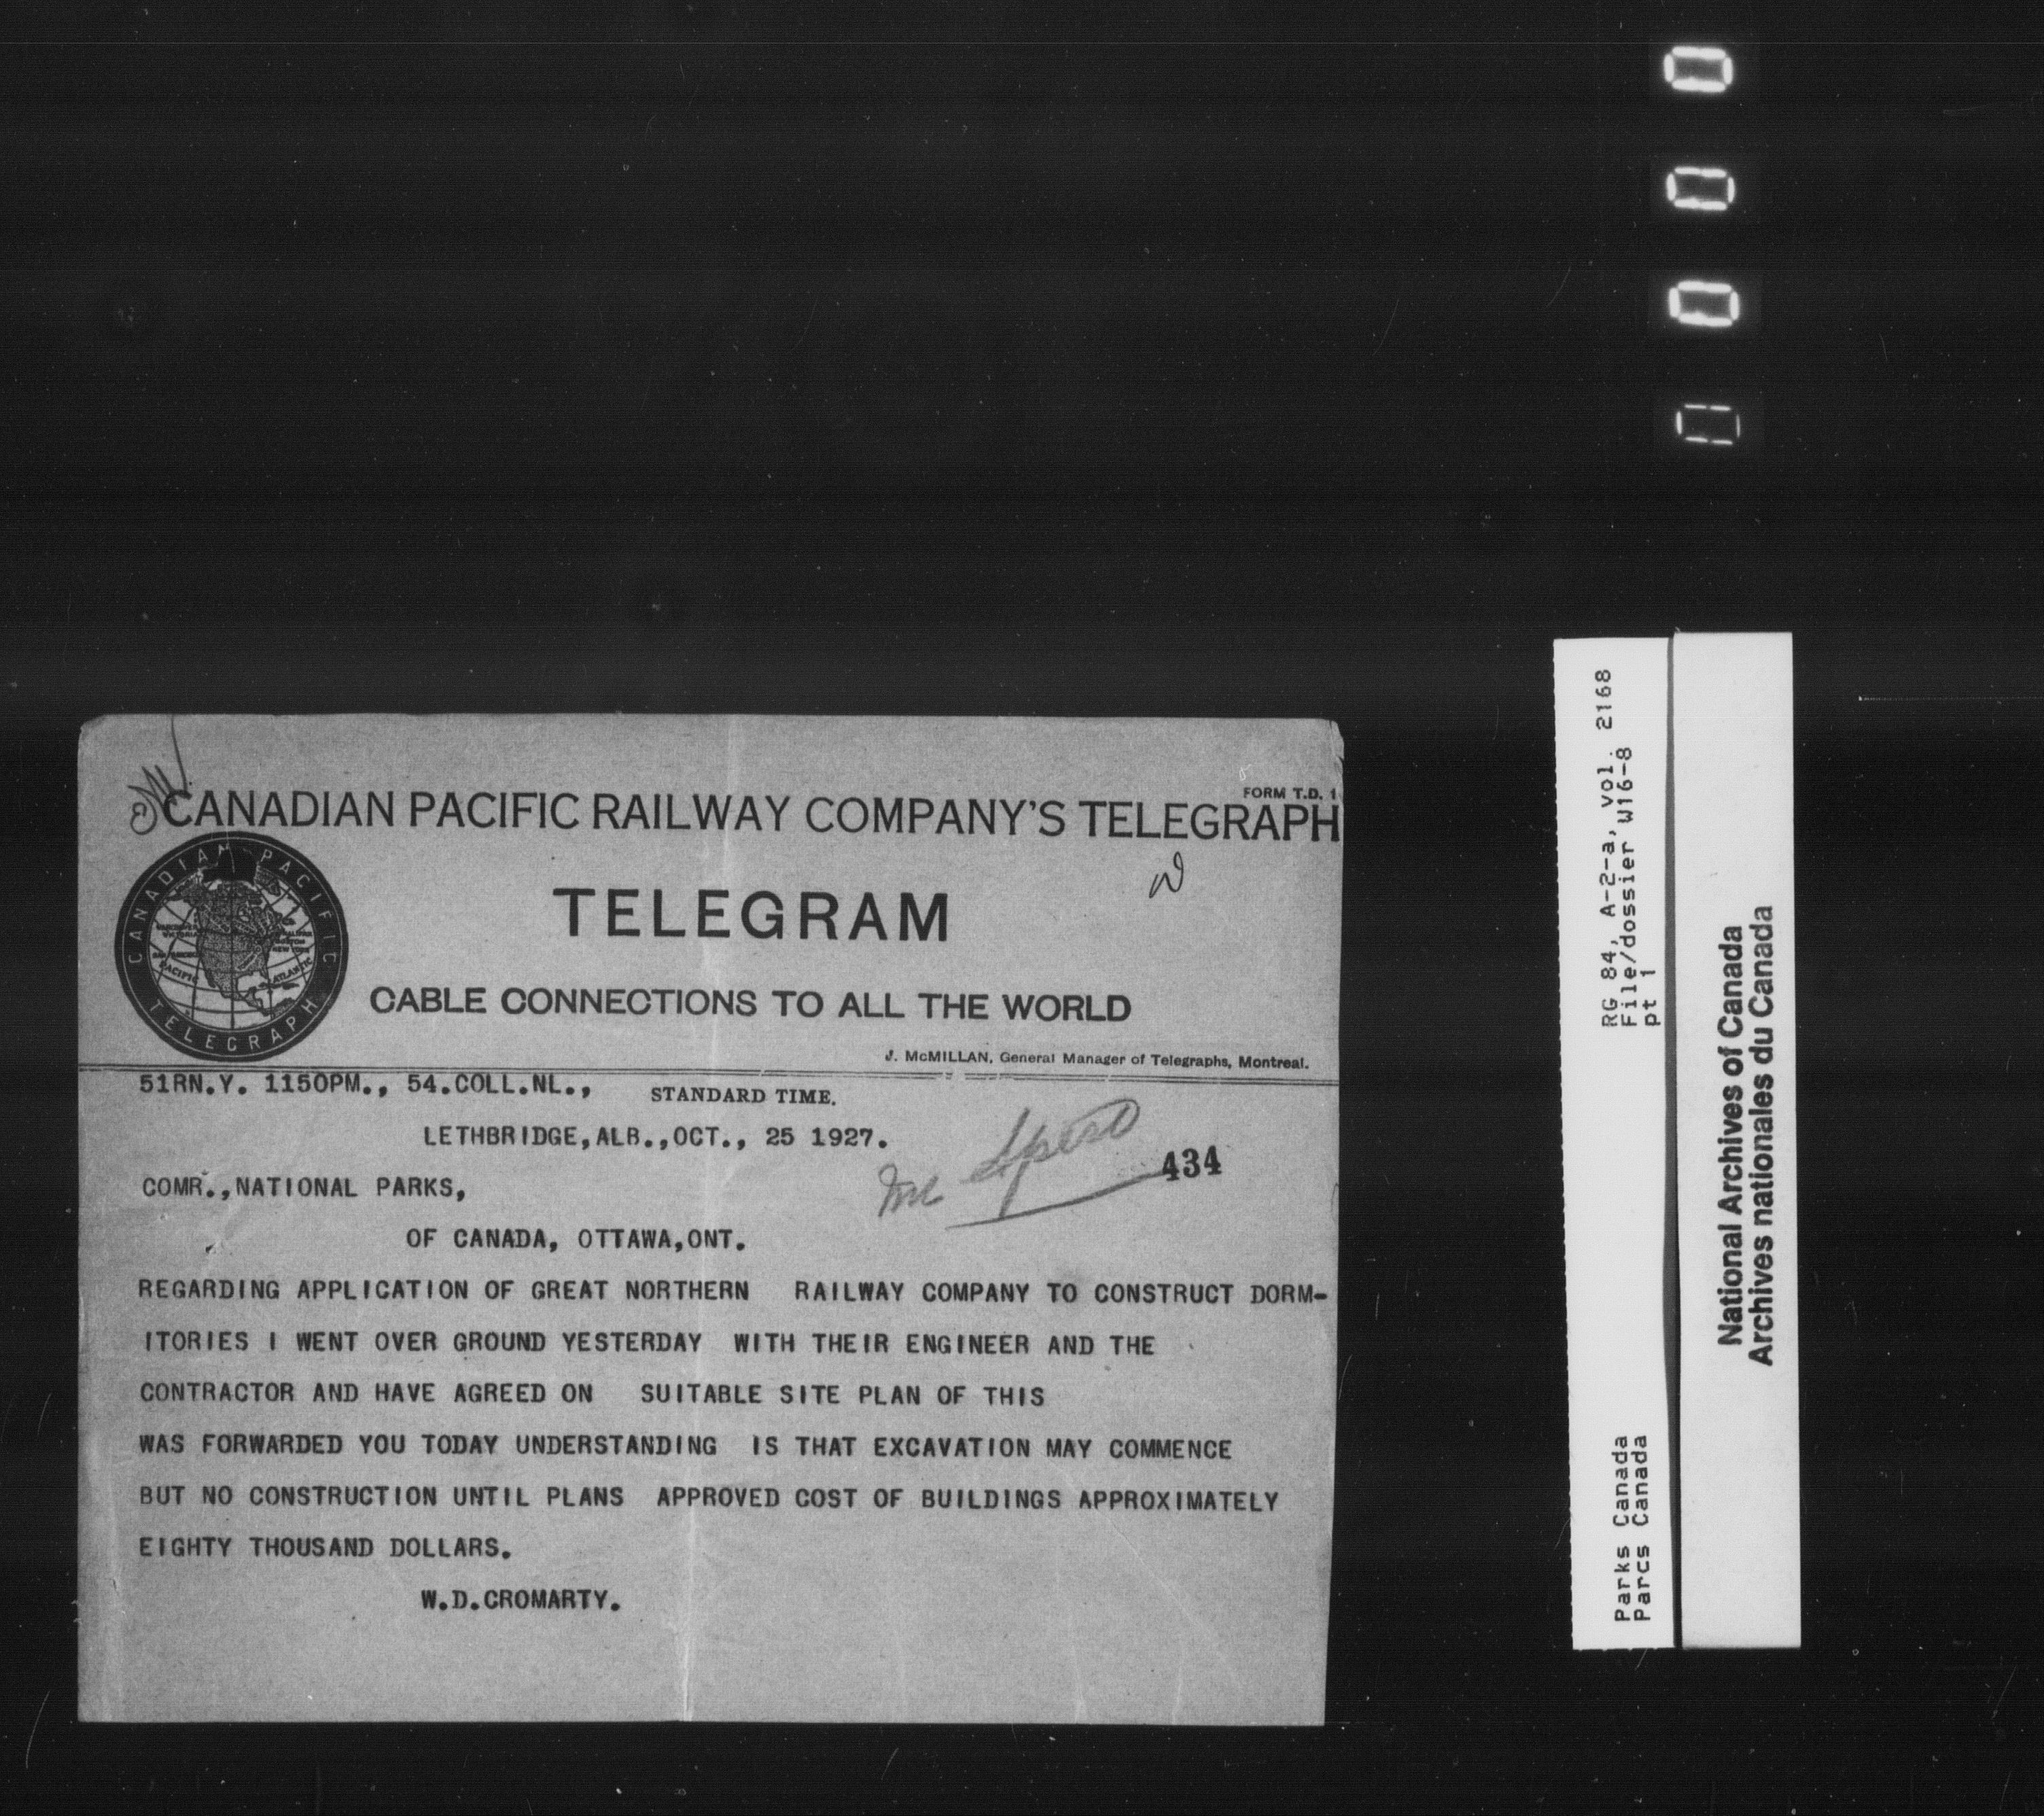 FORM T.D. 1
CANADIAN PACIFIC RAILWAY COMPANY'S TELEGRAPH
CANADIAN PACIFIC
TELEGRAPH
PACIFIC
ATLANTIC
TELEGRAM
CABLE CONNECTIONS TO ALL THE WORLD
J. McMILLAN, General Manager of Telegraphs, Montreal.
51RN.Y. 1150PM., 54.COLL.NL., STANDARD TIME.
LETHBRIDGE,ALB.,OCT., 25 1927.
434
COMR.,NATIONAL PARKS,
OF CANADA, OTTAWA,ONT.
REGARDING APPLICATION OF GREAT NORTHERN RAILWAY COMPANY TO CONSTRUCT DORM-
ITORIES I WENT OVER GROUND YESTERDAY WITH THEIR ENGINEER AND THE
CONTRACTOR AND HAVE AGREED ON SUITABLE SITE PLAN OF THIS
WAS FORWARDED YOU TODAY UNDERSTANDING IS THAT EXCAVATION MAY COMMENCE
BUT NO CONSTRUCTION UNTIL PLANS APPROVED COST OF BUILDINGS APPROXIMATELY
EIGHTY THOUSAND DOLLARS.
W.D.CROMARTY.
RG 84, A-2-a, vol. 2168
File/dossier W16-8
pt 1
Parks Canada
Parcs Canada
National Archives of Canada
Archives nationales du Canada